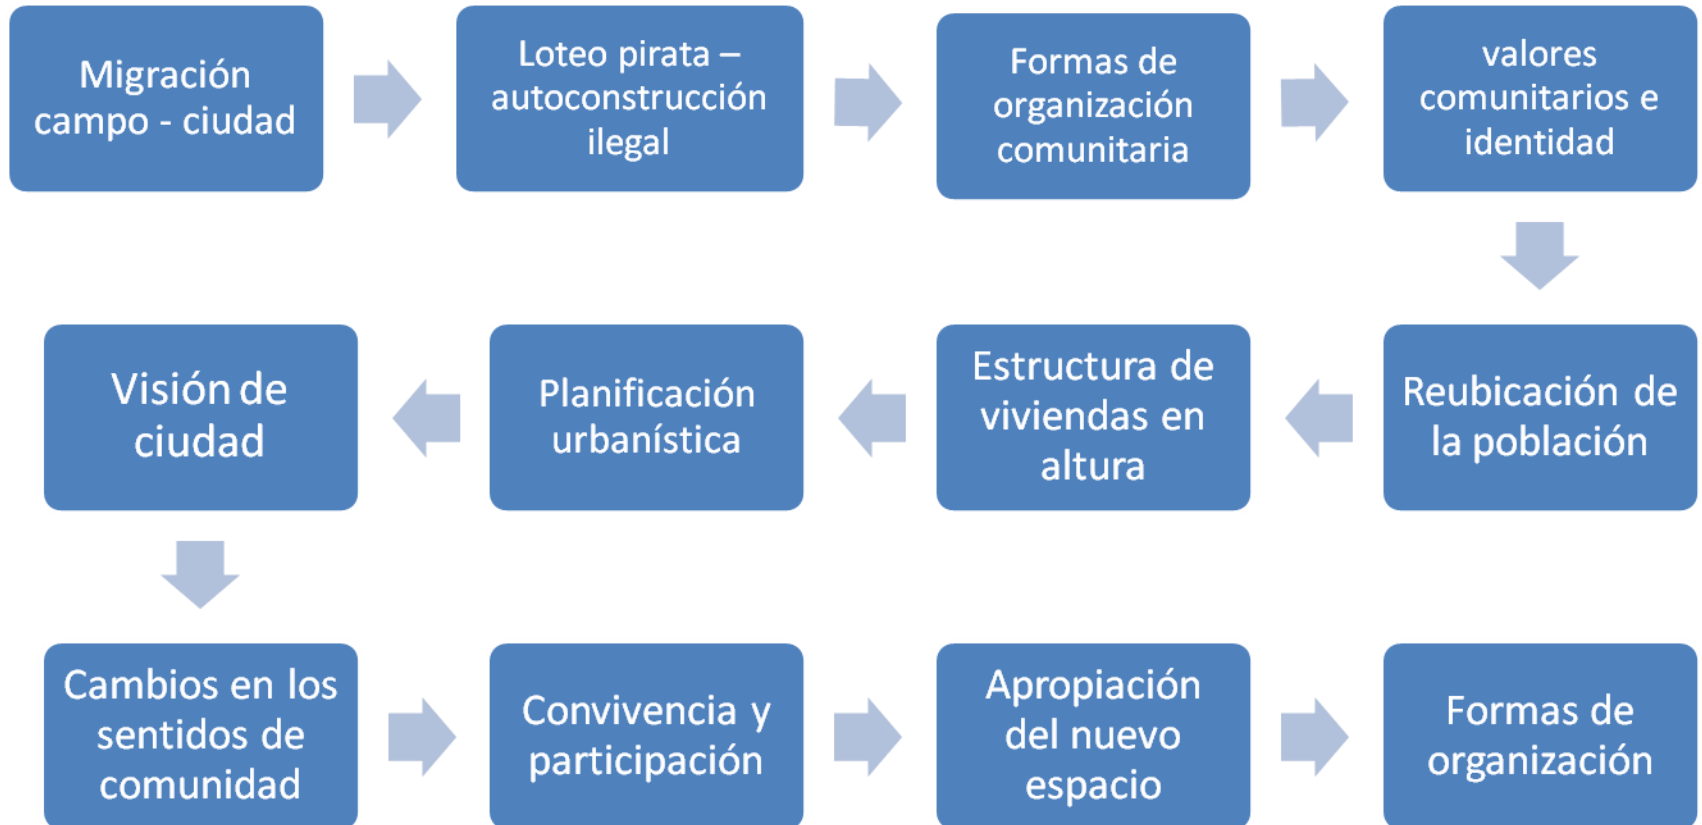 Migración
campo - ciudad
Loteo pirata –
autoconstrucción
ilegal
Formas de
organización
comunitaria
valores
comunitarios e
identidad
Reubicación de
la población
Estructura de
viviendas en
altura
Planificación
urbanística
Visión de
ciudad
Cambios en los
sentidos de
comunidad
Convivencia y
participación
Apropiación
del nuevo
espacio
Formas de
organización